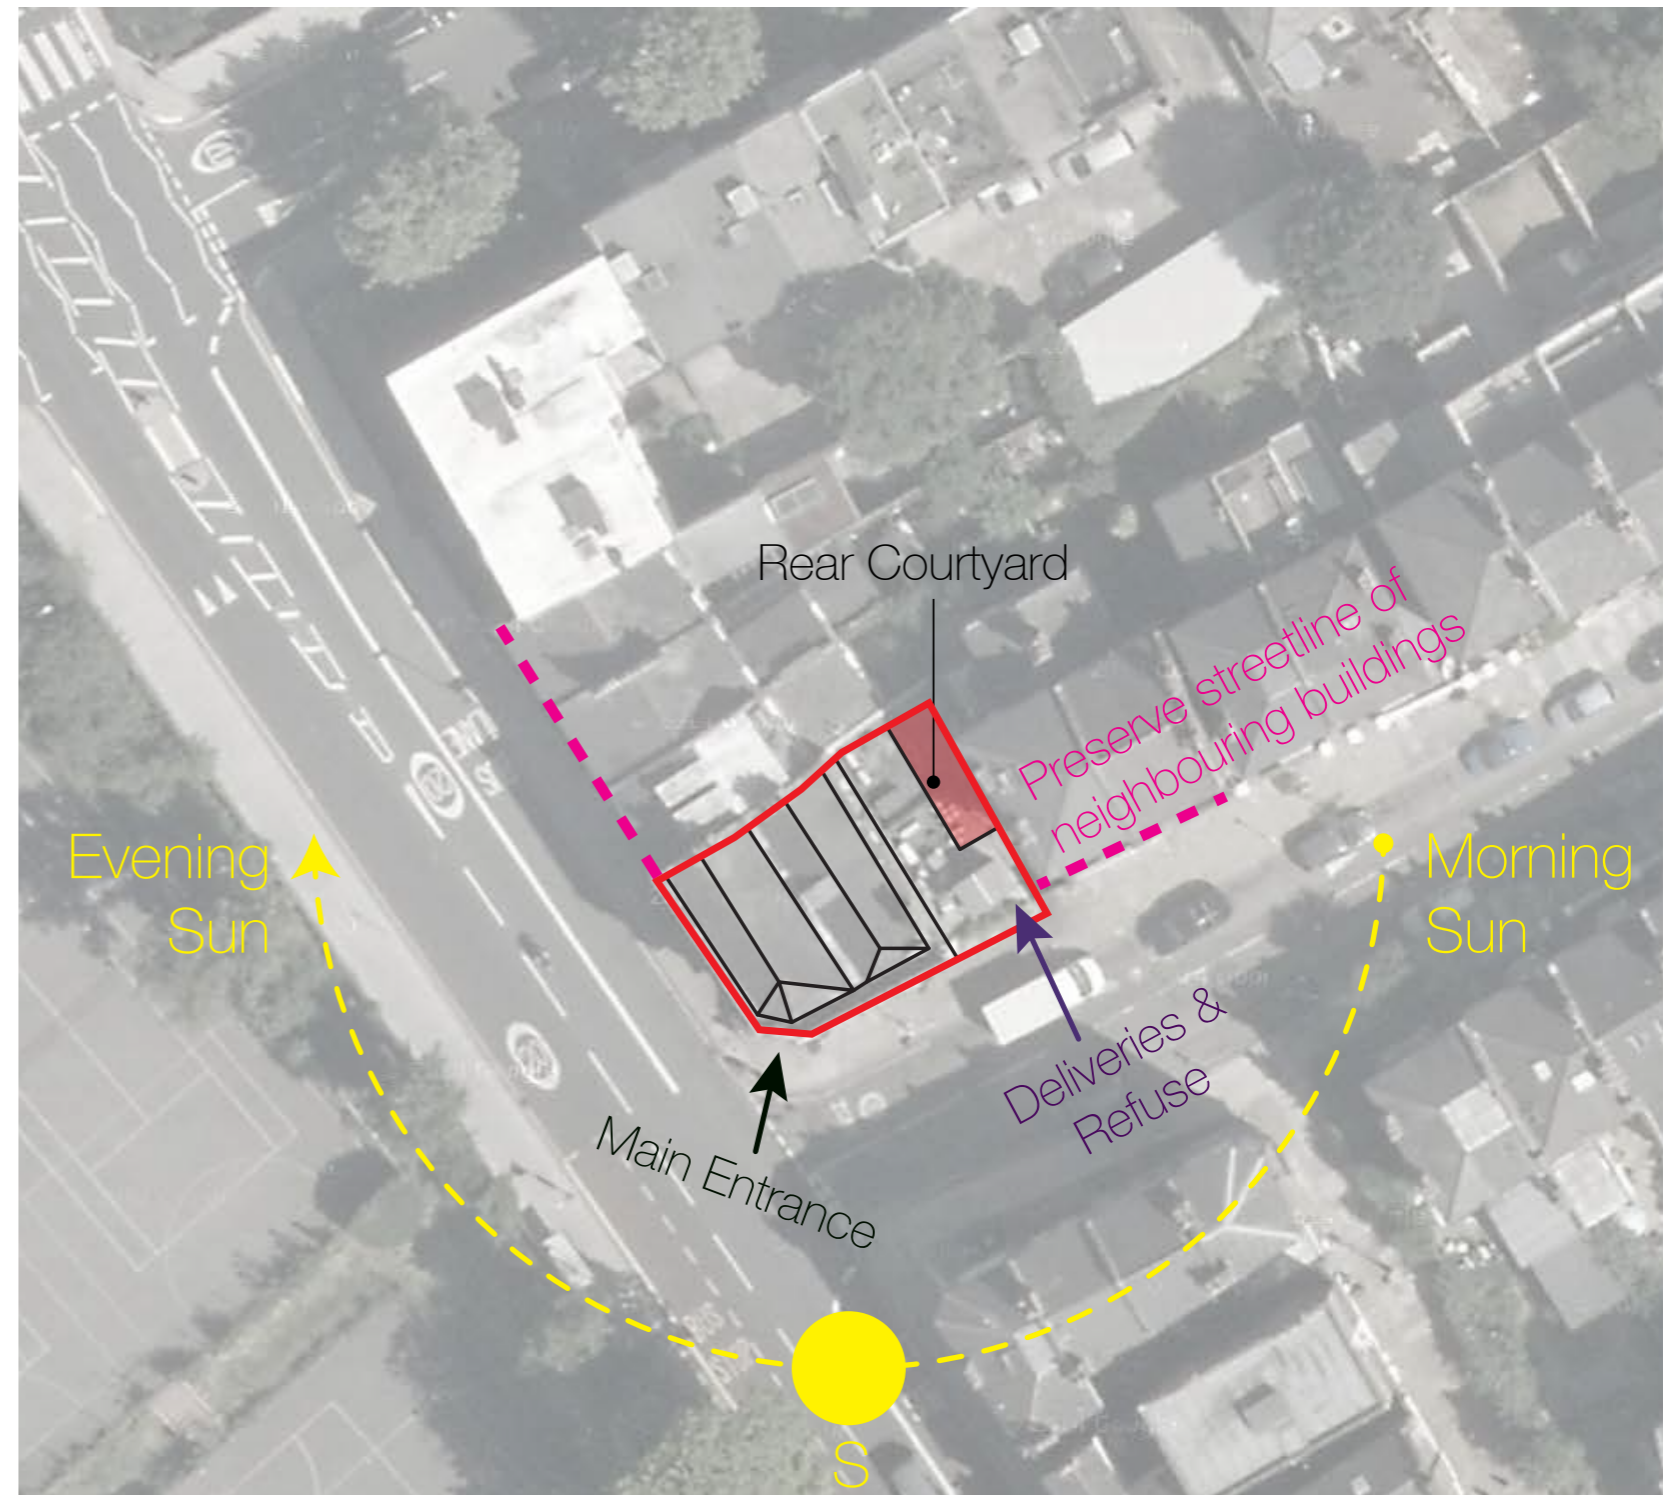 Rear Courtyard
Preserve streetline of
neighbouring buildings
Evening
Sun
Morning
Sun
Deliveries &
Refuse
Main Entrance
S